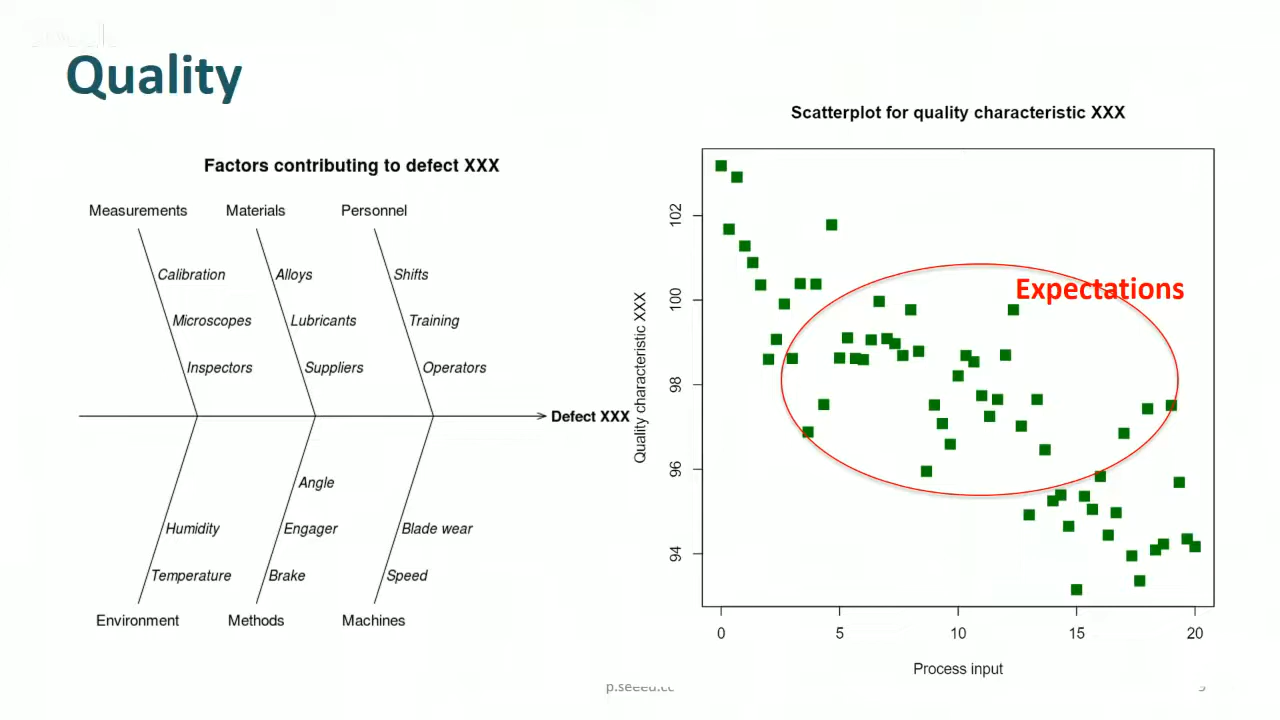 Quality
Factors contributing to defect XXX
Measurements Materials Personnel
Calibration Alloys Shifts
Microscopes Lubricants Training
Inspectors Suppliers Operators
Defect XXX
Angle
Humidity Engager Blade wear
Temperature Brake Speed
Environment Methods Machines
Scatterplot for quality characteristic XXX
Expectations
Quality characteristic XXX
102
100
98
96
94
0 5 10 15 20
Process input